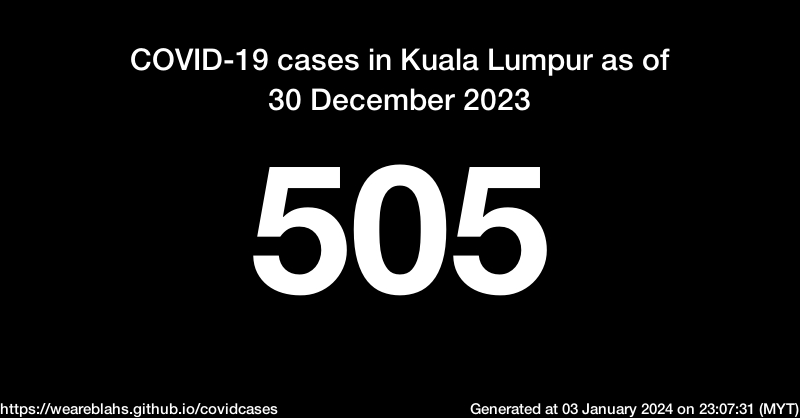 COVID-19 cases in Kuala Lumpur as of
30 December 2023
505
https://weareblahs.github.io/covidcases
Generated at 03 January 2024 on 23:07:31 (MYT)